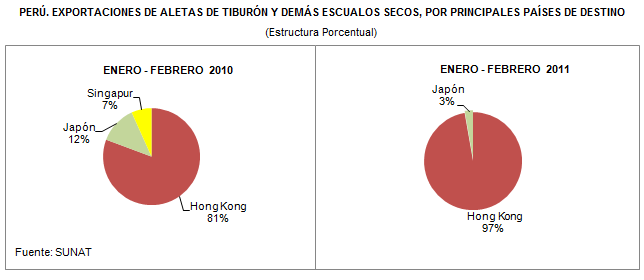 PERÚ. EXPORTACIONES DE ALETAS DE TIBURÓN Y DEMÁS ESCUALOS SECOS, POR PRINCIPALES PAÍSES DE DESTINO
(Estructura Porcentual)
ENERO - FEBRERO 2010
Singapur
7%
Japón
12%
Hong Kong
81%
Fuente: SUNAT
ENERO - FEBRERO 2011
Japón
3%
Hong Kong
97%